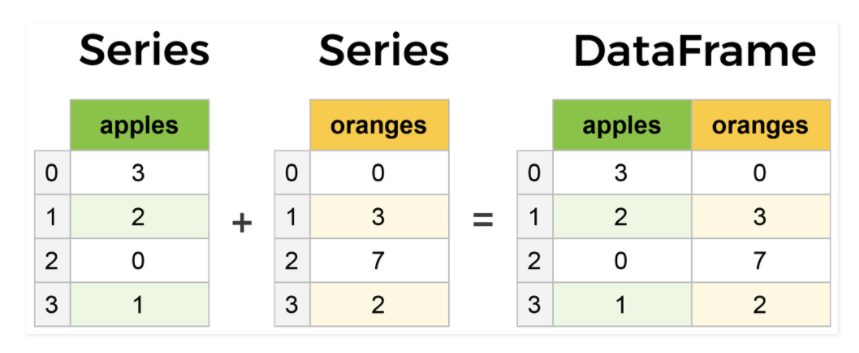 Series Series DataFrame
apples oranges apples oranges
0 3 0 0 0 3 0
1 2 + 1 3 = 1 2 3
2 0 2 7 2 0 7
3 1 3 2 3 1 2